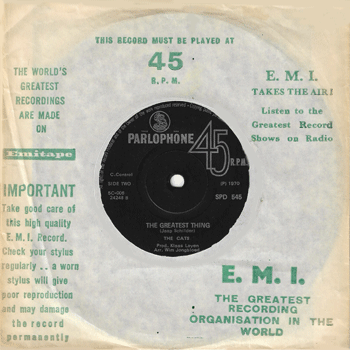 THIS RECORD MUST BE PLAYED AT
45
R.P.M.
THE WORLD'S
GREATEST
RECORDINGS
ARE MADE
ON
Emitape
E. M. I.
TAKES THE AIR!
Listen to the
Greatest Record
Shows on Radio
PARLOPHONE
45
R.P.M.
SIDE TWO
(P) 1970
SPD 645
THE GREATEST THING
THE CATS
IMPORTANT
Take good care of
this high quality
E. M. I. Record.
Check your stylus
regularly .. a worn
stylus will give
poor reproduction
and may damage
the record
permanently
E. M. I.
THE GREATEST
RECORDING
ORGANISATION IN THE
WORLD